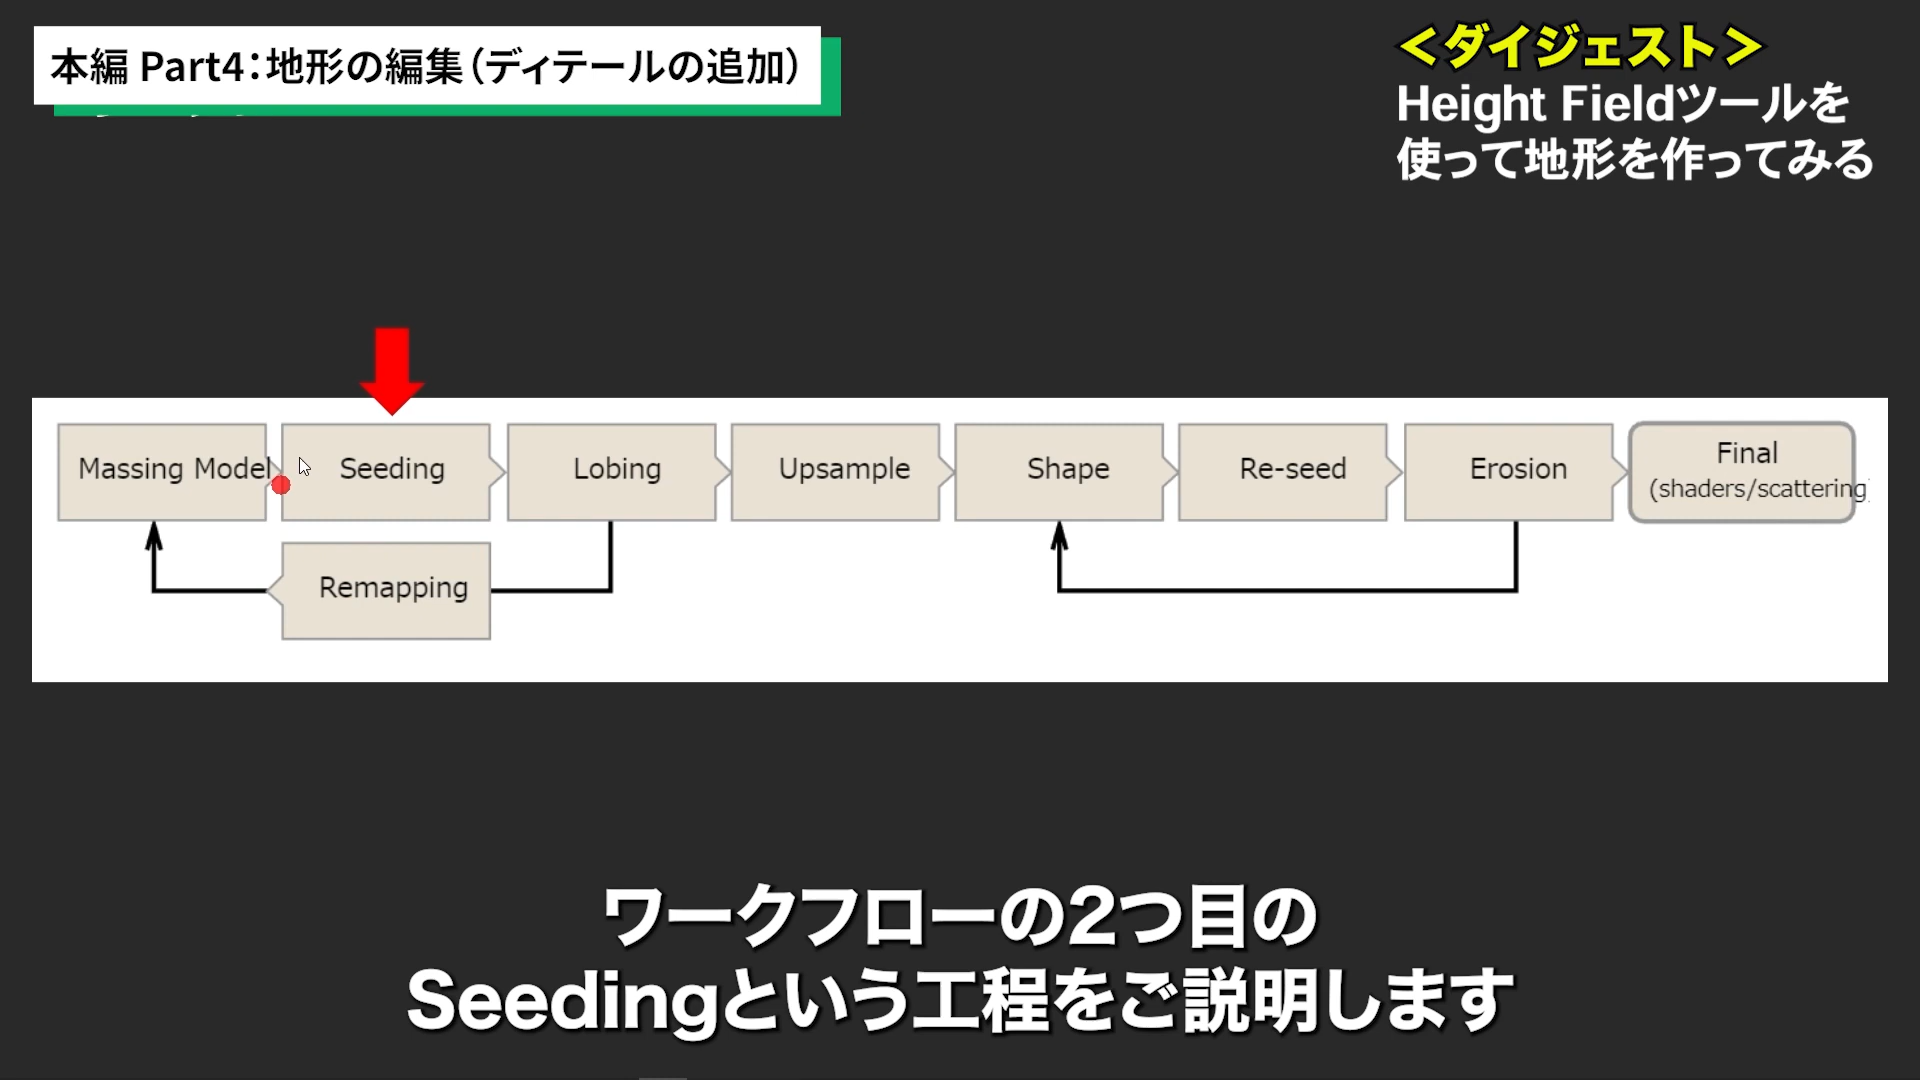 本編 Part4：地形の編集（ディテールの追加）
＜ダイジェスト＞
Height Fieldツールを
使って地形を作ってみる
Massing Model
Seeding
Lobing
Upsample
Shape
Re-seed
Erosion
Final
(shaders/scattering)
Remapping
ワークフローの2つ目の
Seedingという工程をご説明します